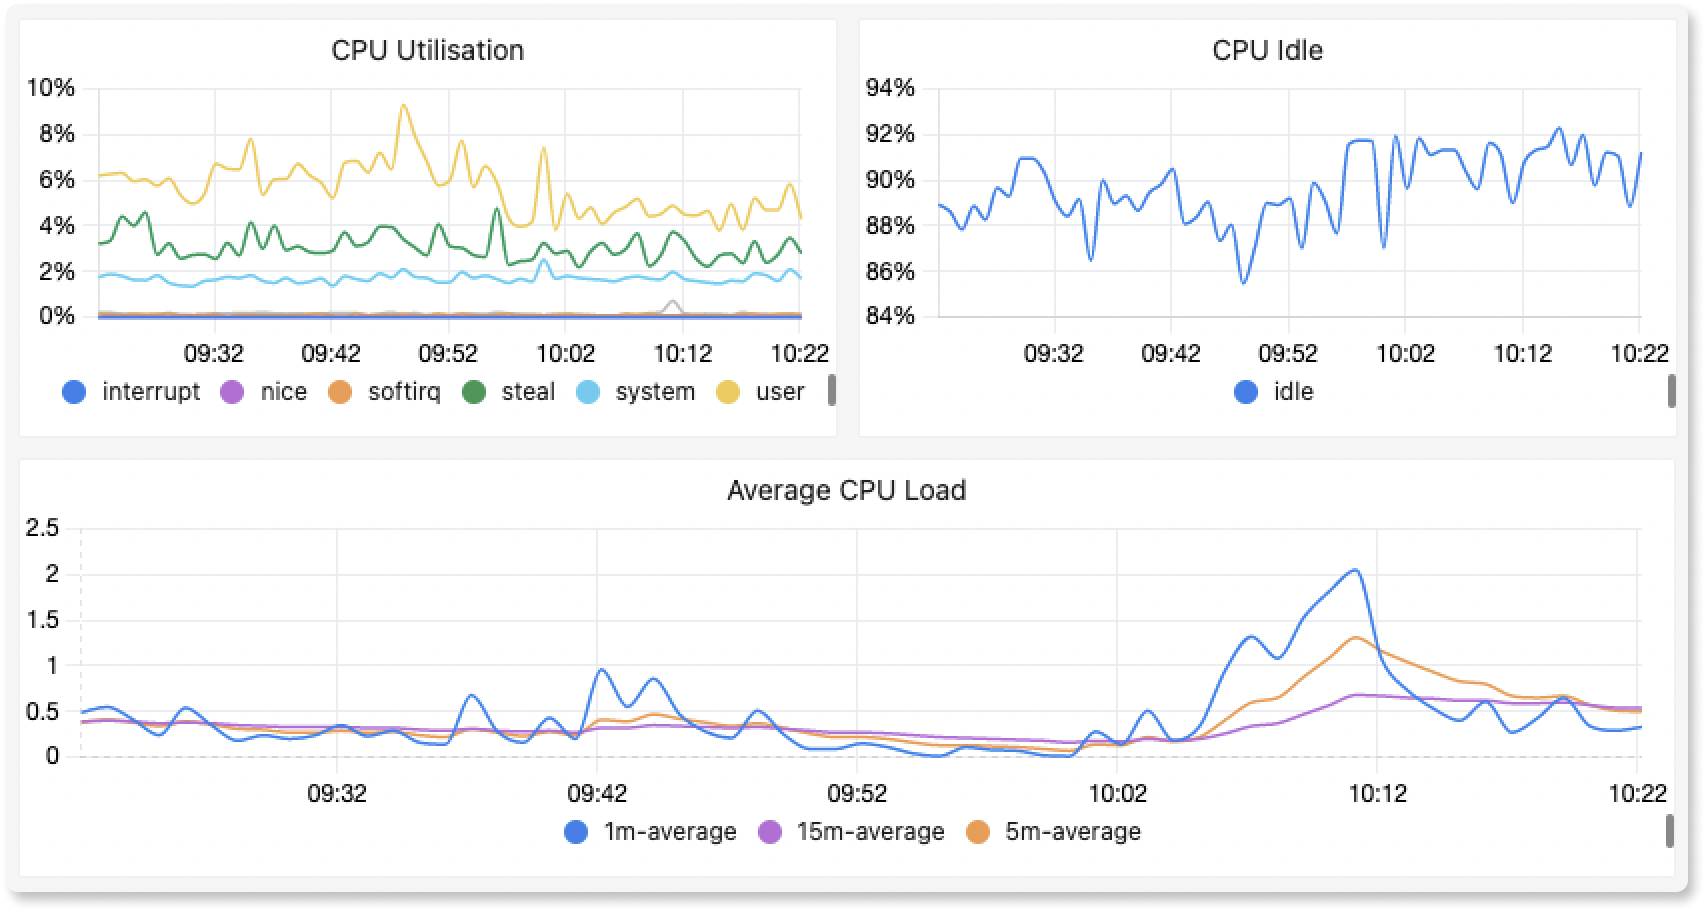 CPU Utilisation
10%
8%
6%
4%
2%
0%
09:32 09:42 09:52 10:02 10:12 10:22
interrupt nice softirq steal system user
CPU Idle
94%
92%
90%
88%
86%
84%
09:32 09:42 09:52 10:02 10:12 10:22
idle
Average CPU Load
2.5
2
1.5
1
0.5
0
09:32 09:42 09:52 10:02 10:12 10:22
1m-average 15m-average 5m-average